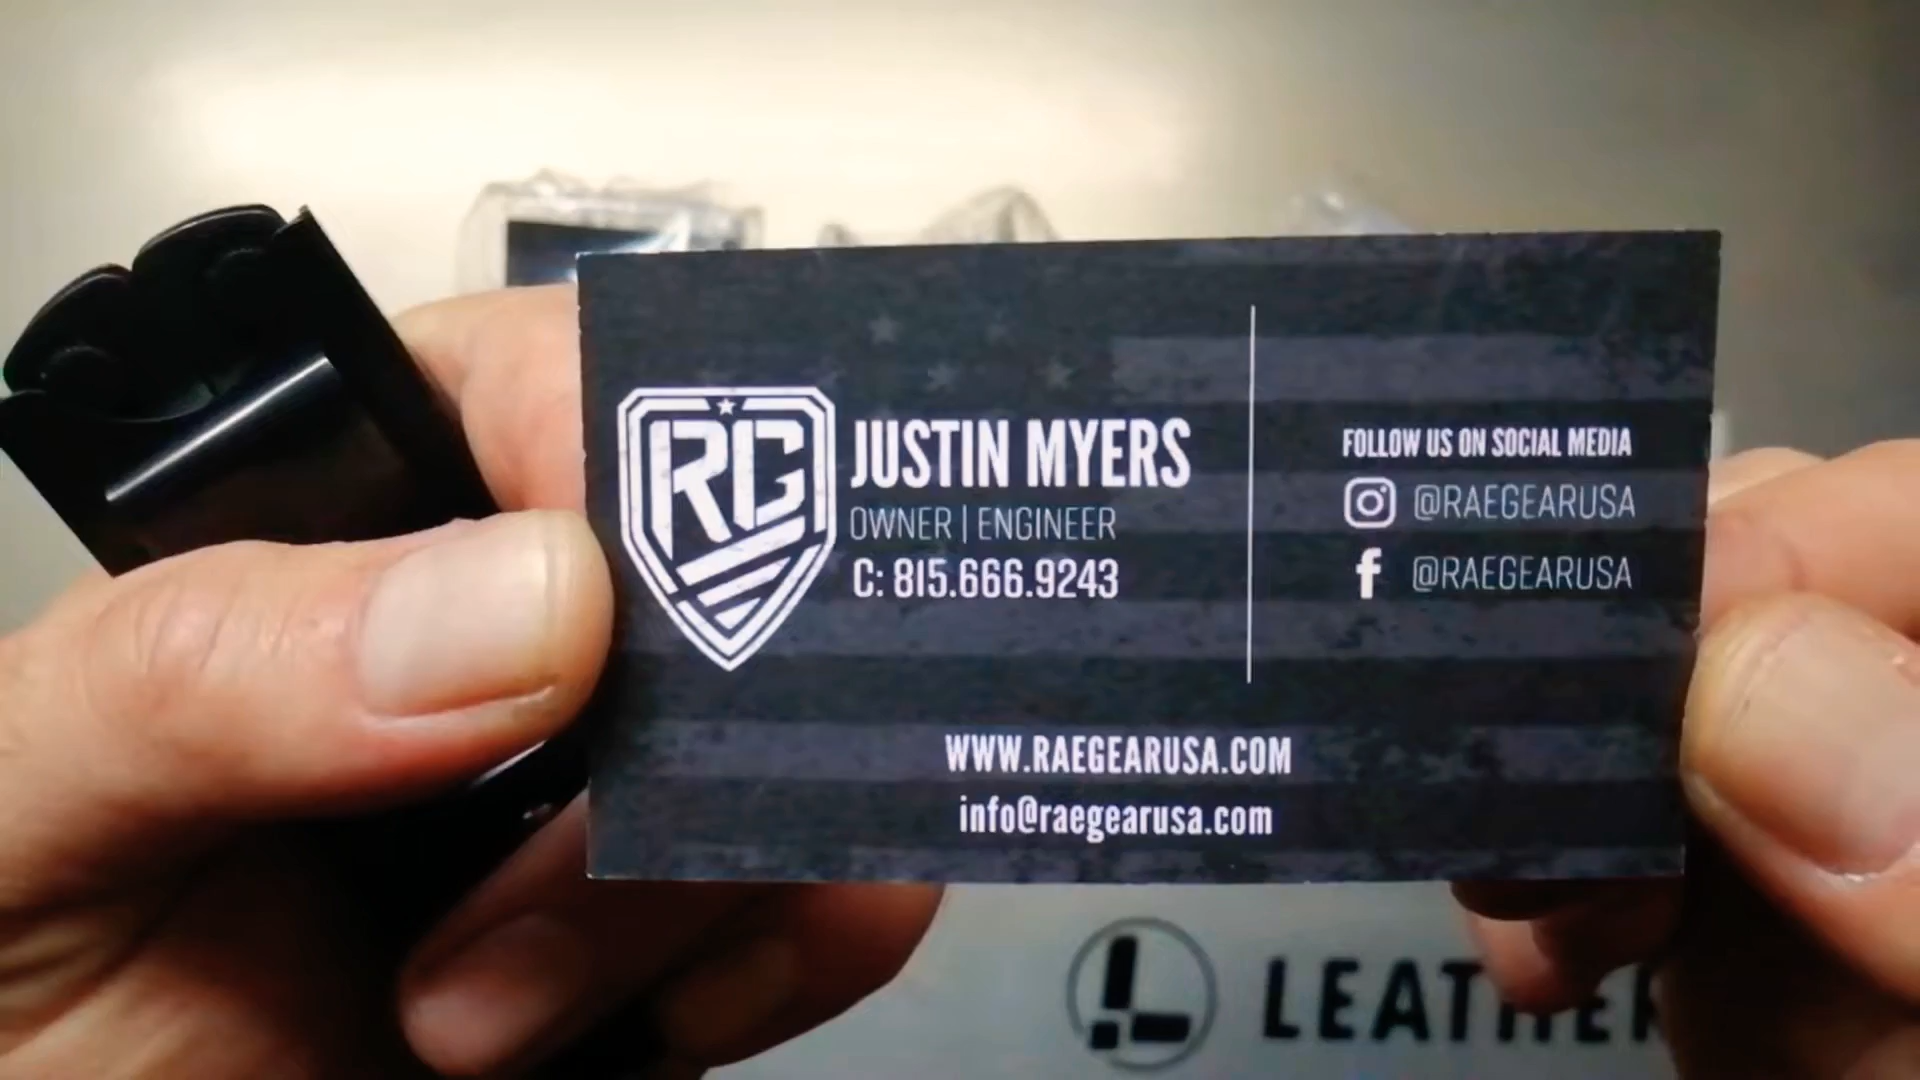 RG
JUSTIN MYERS
OWNER | ENGINEER
C: 815.666.9243
FOLLOW US ON SOCIAL MEDIA
@RAEGEARUSA
@RAEGEARUSA
WWW.RAEGEARUSA.COM
info@raegearusa.com
L LEATHER